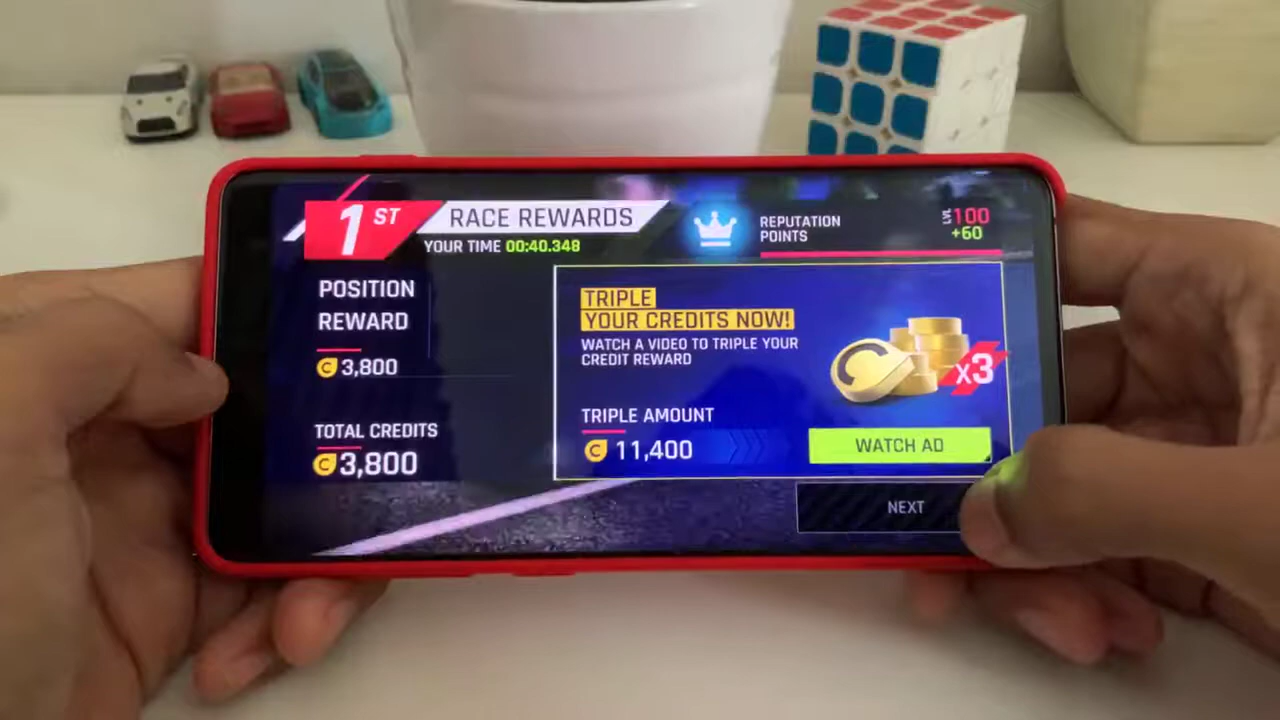 1ST
RACE REWARDS
YOUR TIME 00:40.348
REPUTATION
POINTS
LVL 100
+60
POSITION
REWARD
C 3,800
TOTAL CREDITS
C 3,800
TRIPLE
YOUR CREDITS NOW!
WATCH A VIDEO TO TRIPLE YOUR
CREDIT REWARD
C
x3
TRIPLE AMOUNT
C 11,400
WATCH AD
NEXT